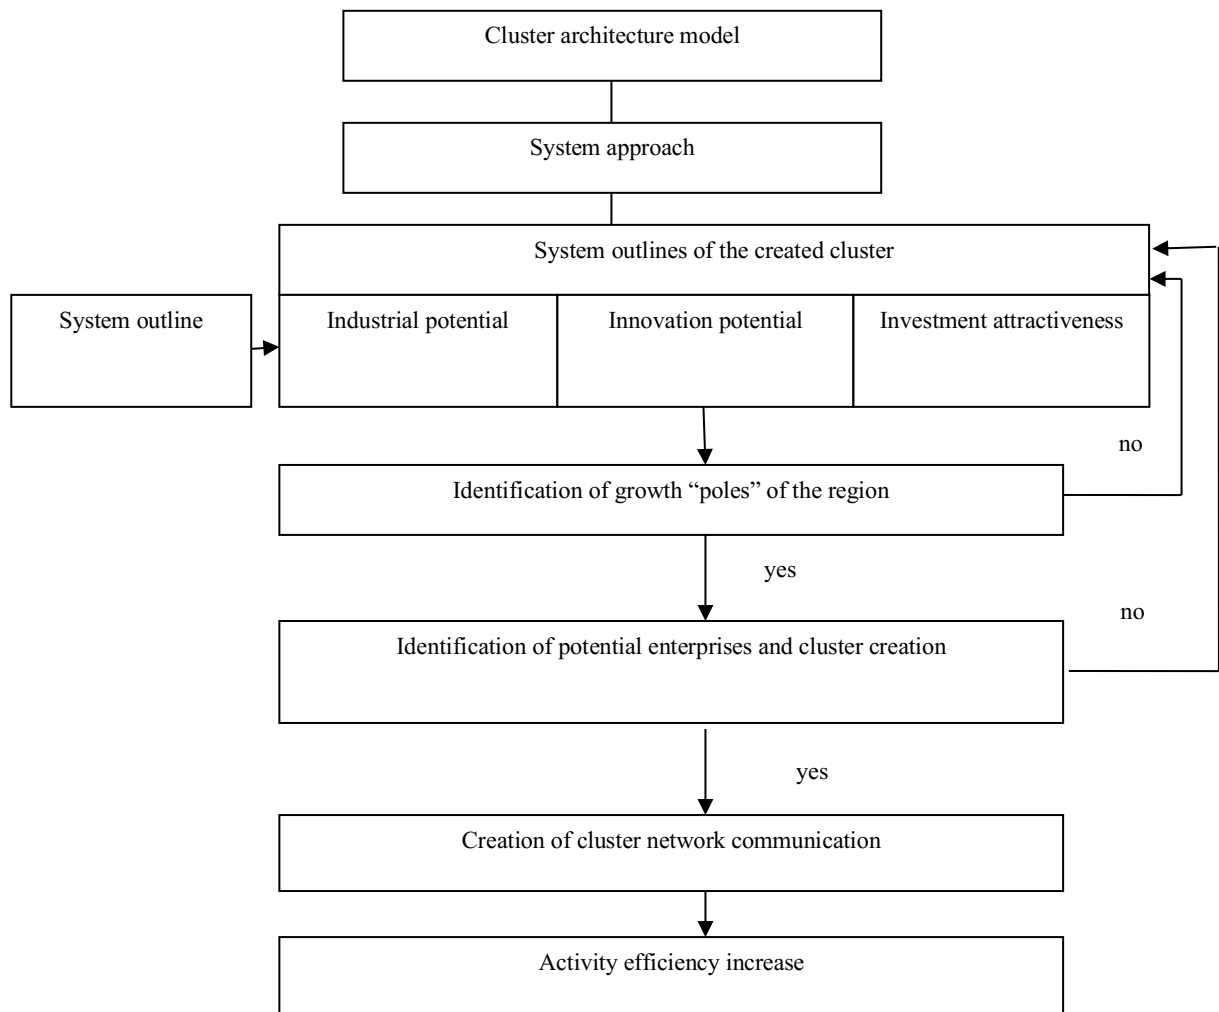 Cluster architecture model
System approach
System outlines of the created cluster
System outline
Industrial potential
Innovation potential
Investment attractiveness
no
Identification of growth “poles” of the region
yes
no
Identification of potential enterprises and cluster creation
yes
Creation of cluster network communication
Activity efficiency increase